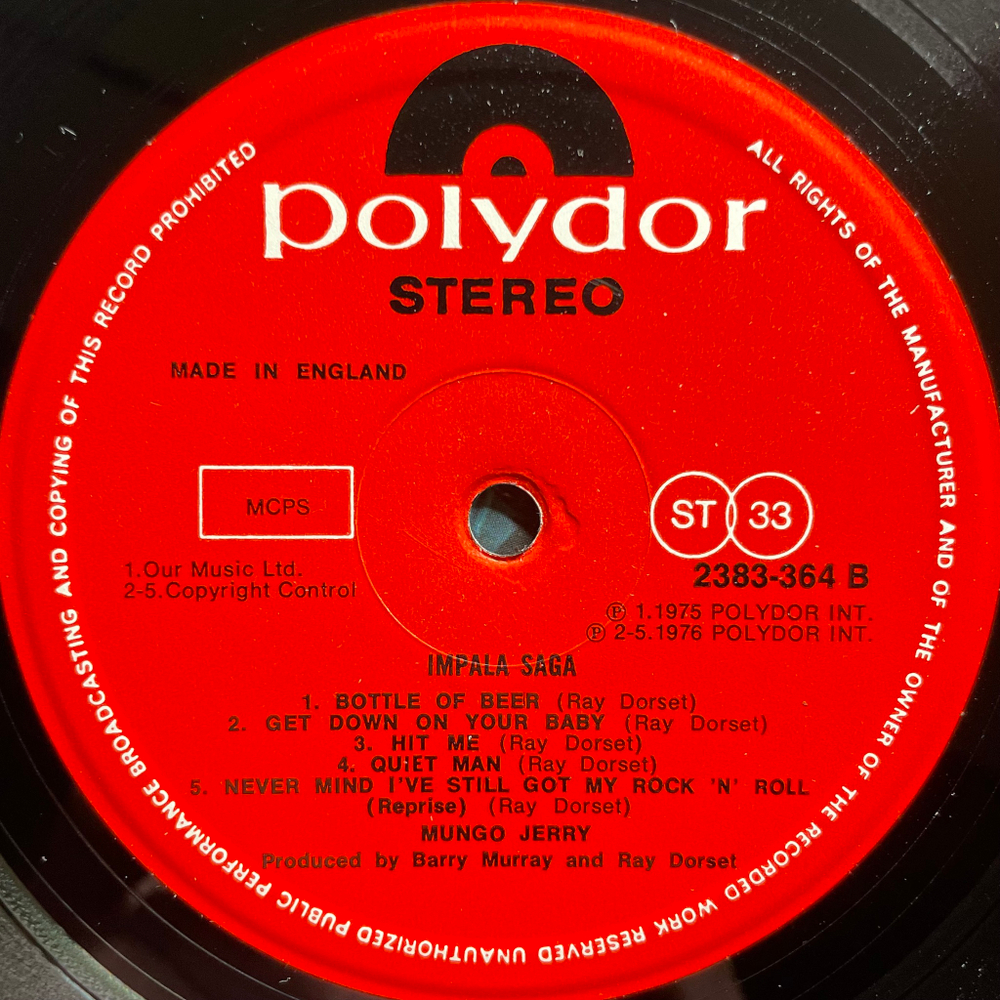 polydor
STEREO
ALL RIGHTS OF THE MANUFACTURER AND OF THE OWNER OF THE RECORDED WORK RESERVED UNAUTHORIZED PUBLIC PERFORMANCE BROADCASTING AND COPYING OF THIS RECORD PROHIBITED
MADE IN ENGLAND
MCPS
ST 33
1.Our Music Ltd.
2-5.Copyright Control
2383-364 B
℗ 1.1975 POLYDOR INT.
℗ 2-5.1976 POLYDOR INT.
IMPALA SAGA
1. BOTTLE OF BEER (Ray Dorset)
2. GET DOWN ON YOUR BABY (Ray Dorset)
3. HIT ME (Ray Dorset)
4. QUIET MAN (Ray Dorset)
5. NEVER MIND I'VE STILL GOT MY ROCK 'N' ROLL
(Reprise) (Ray Dorset)
MUNGO JERRY
Produced by Barry Murray and Ray Dorset